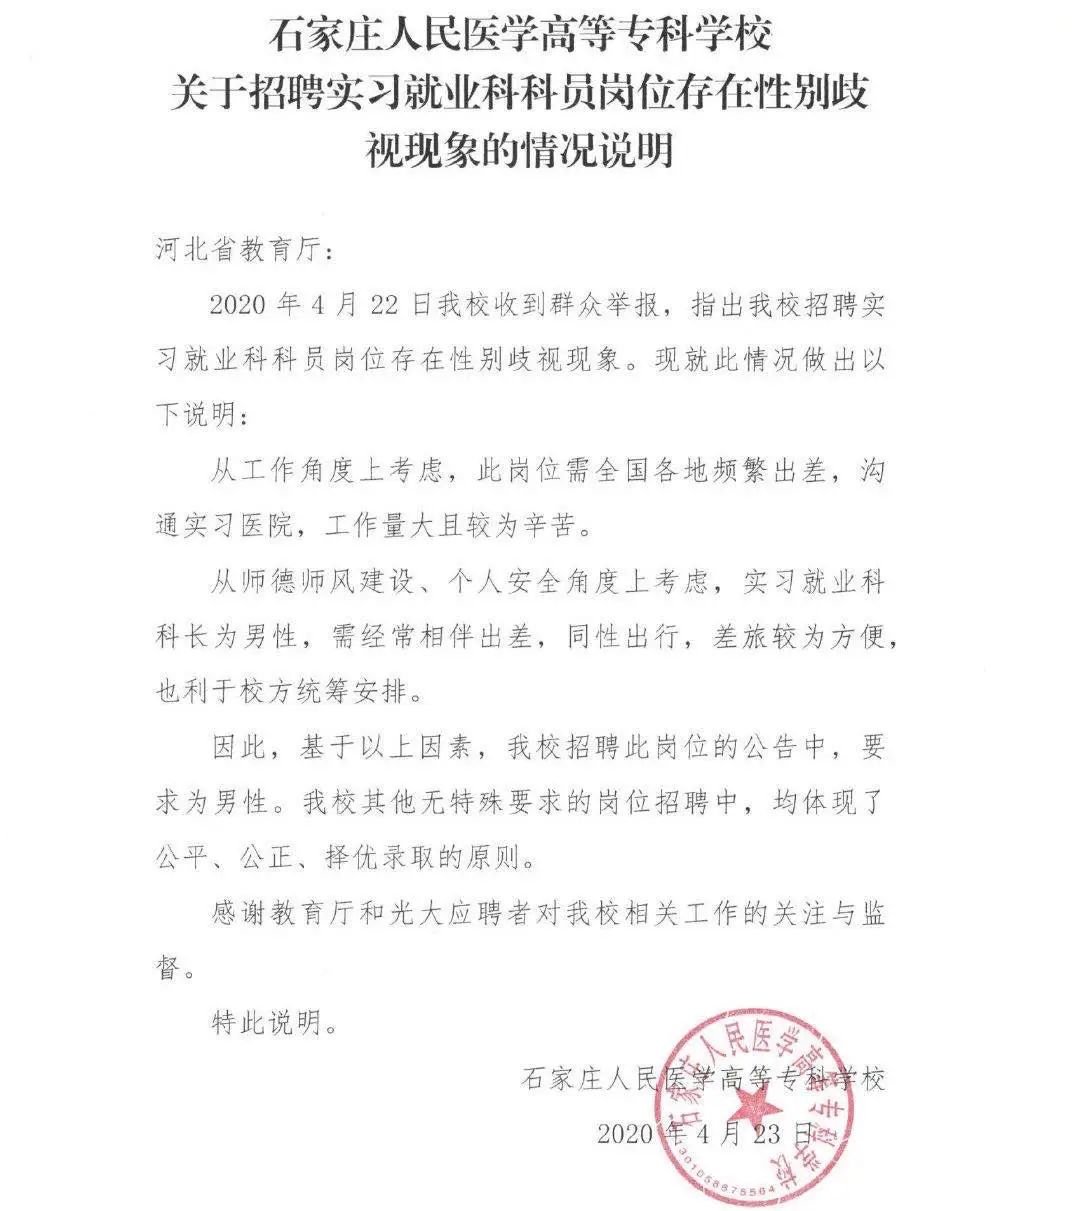 石家庄人民医学高等专科学校
关于招聘实习就业科科员岗位存在性别歧
视现象的情况说明
河北省教育厅：
2020 年 4 月 22 日我校收到群众举报，指出我校招聘实
习就业科科员岗位存在性别歧视现象。现就此情况做出以
下说明：
从工作角度上考虑，此岗位需全国各地频繁出差，沟
通实习医院，工作量大且较为辛苦。
从师德师风建设、个人安全角度上考虑，实习就业科
科长为男性，需经常相伴出差，同性出行，差旅较为方便，
也利于校方统筹安排。
因此，基于以上因素，我校招聘此岗位的公告中，要
求为男性。我校其他无特殊要求的岗位招聘中，均体现了
公平、公正、择优录取的原则。
感谢教育厅和光大应聘者对我校相关工作的关注与监
督。
特此说明。
石家庄人民医学高等专科学校
2020 年 4 月 23 日
石家庄人民医学高等专科学校
1301058875564